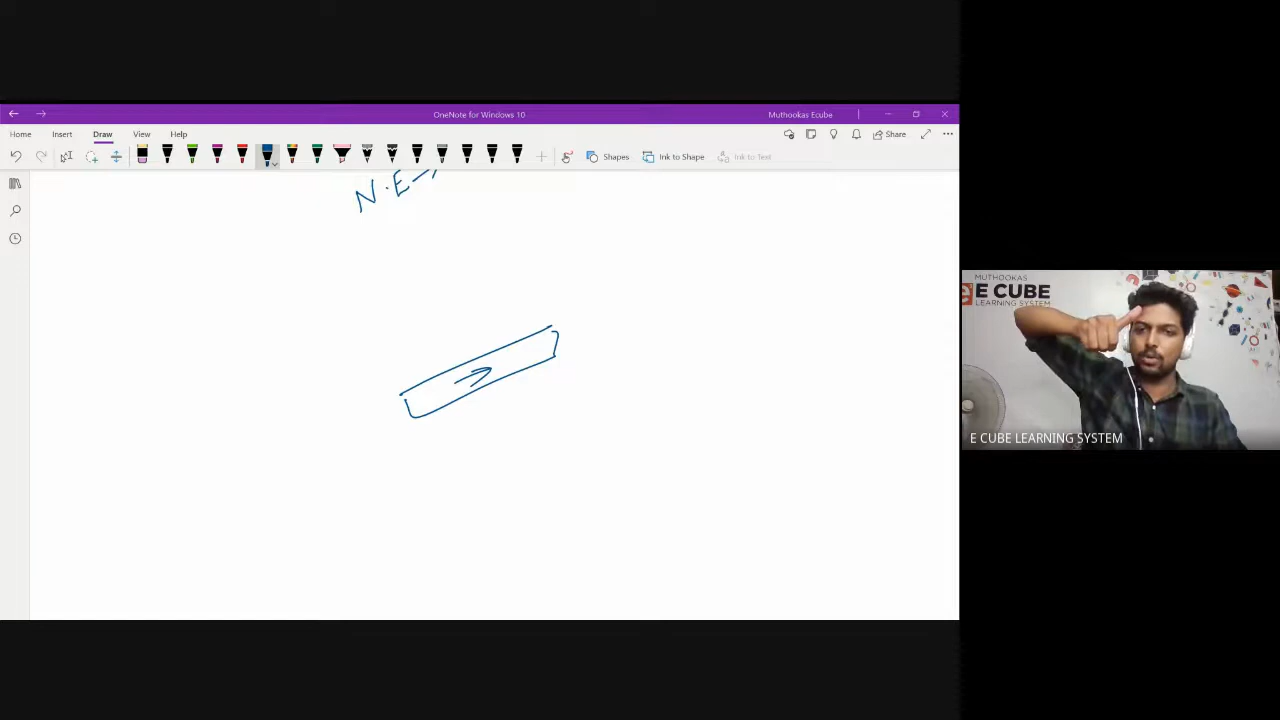 OneNote for Windows 10
Muthookas Ecube
Home Insert Draw View Help
Share
Shapes Ink to Shape Ink to Text
N.E→
MUTHOOKAS
E CUBE
LEARNING SYSTEM
E CUBE LEARNING SYSTEM